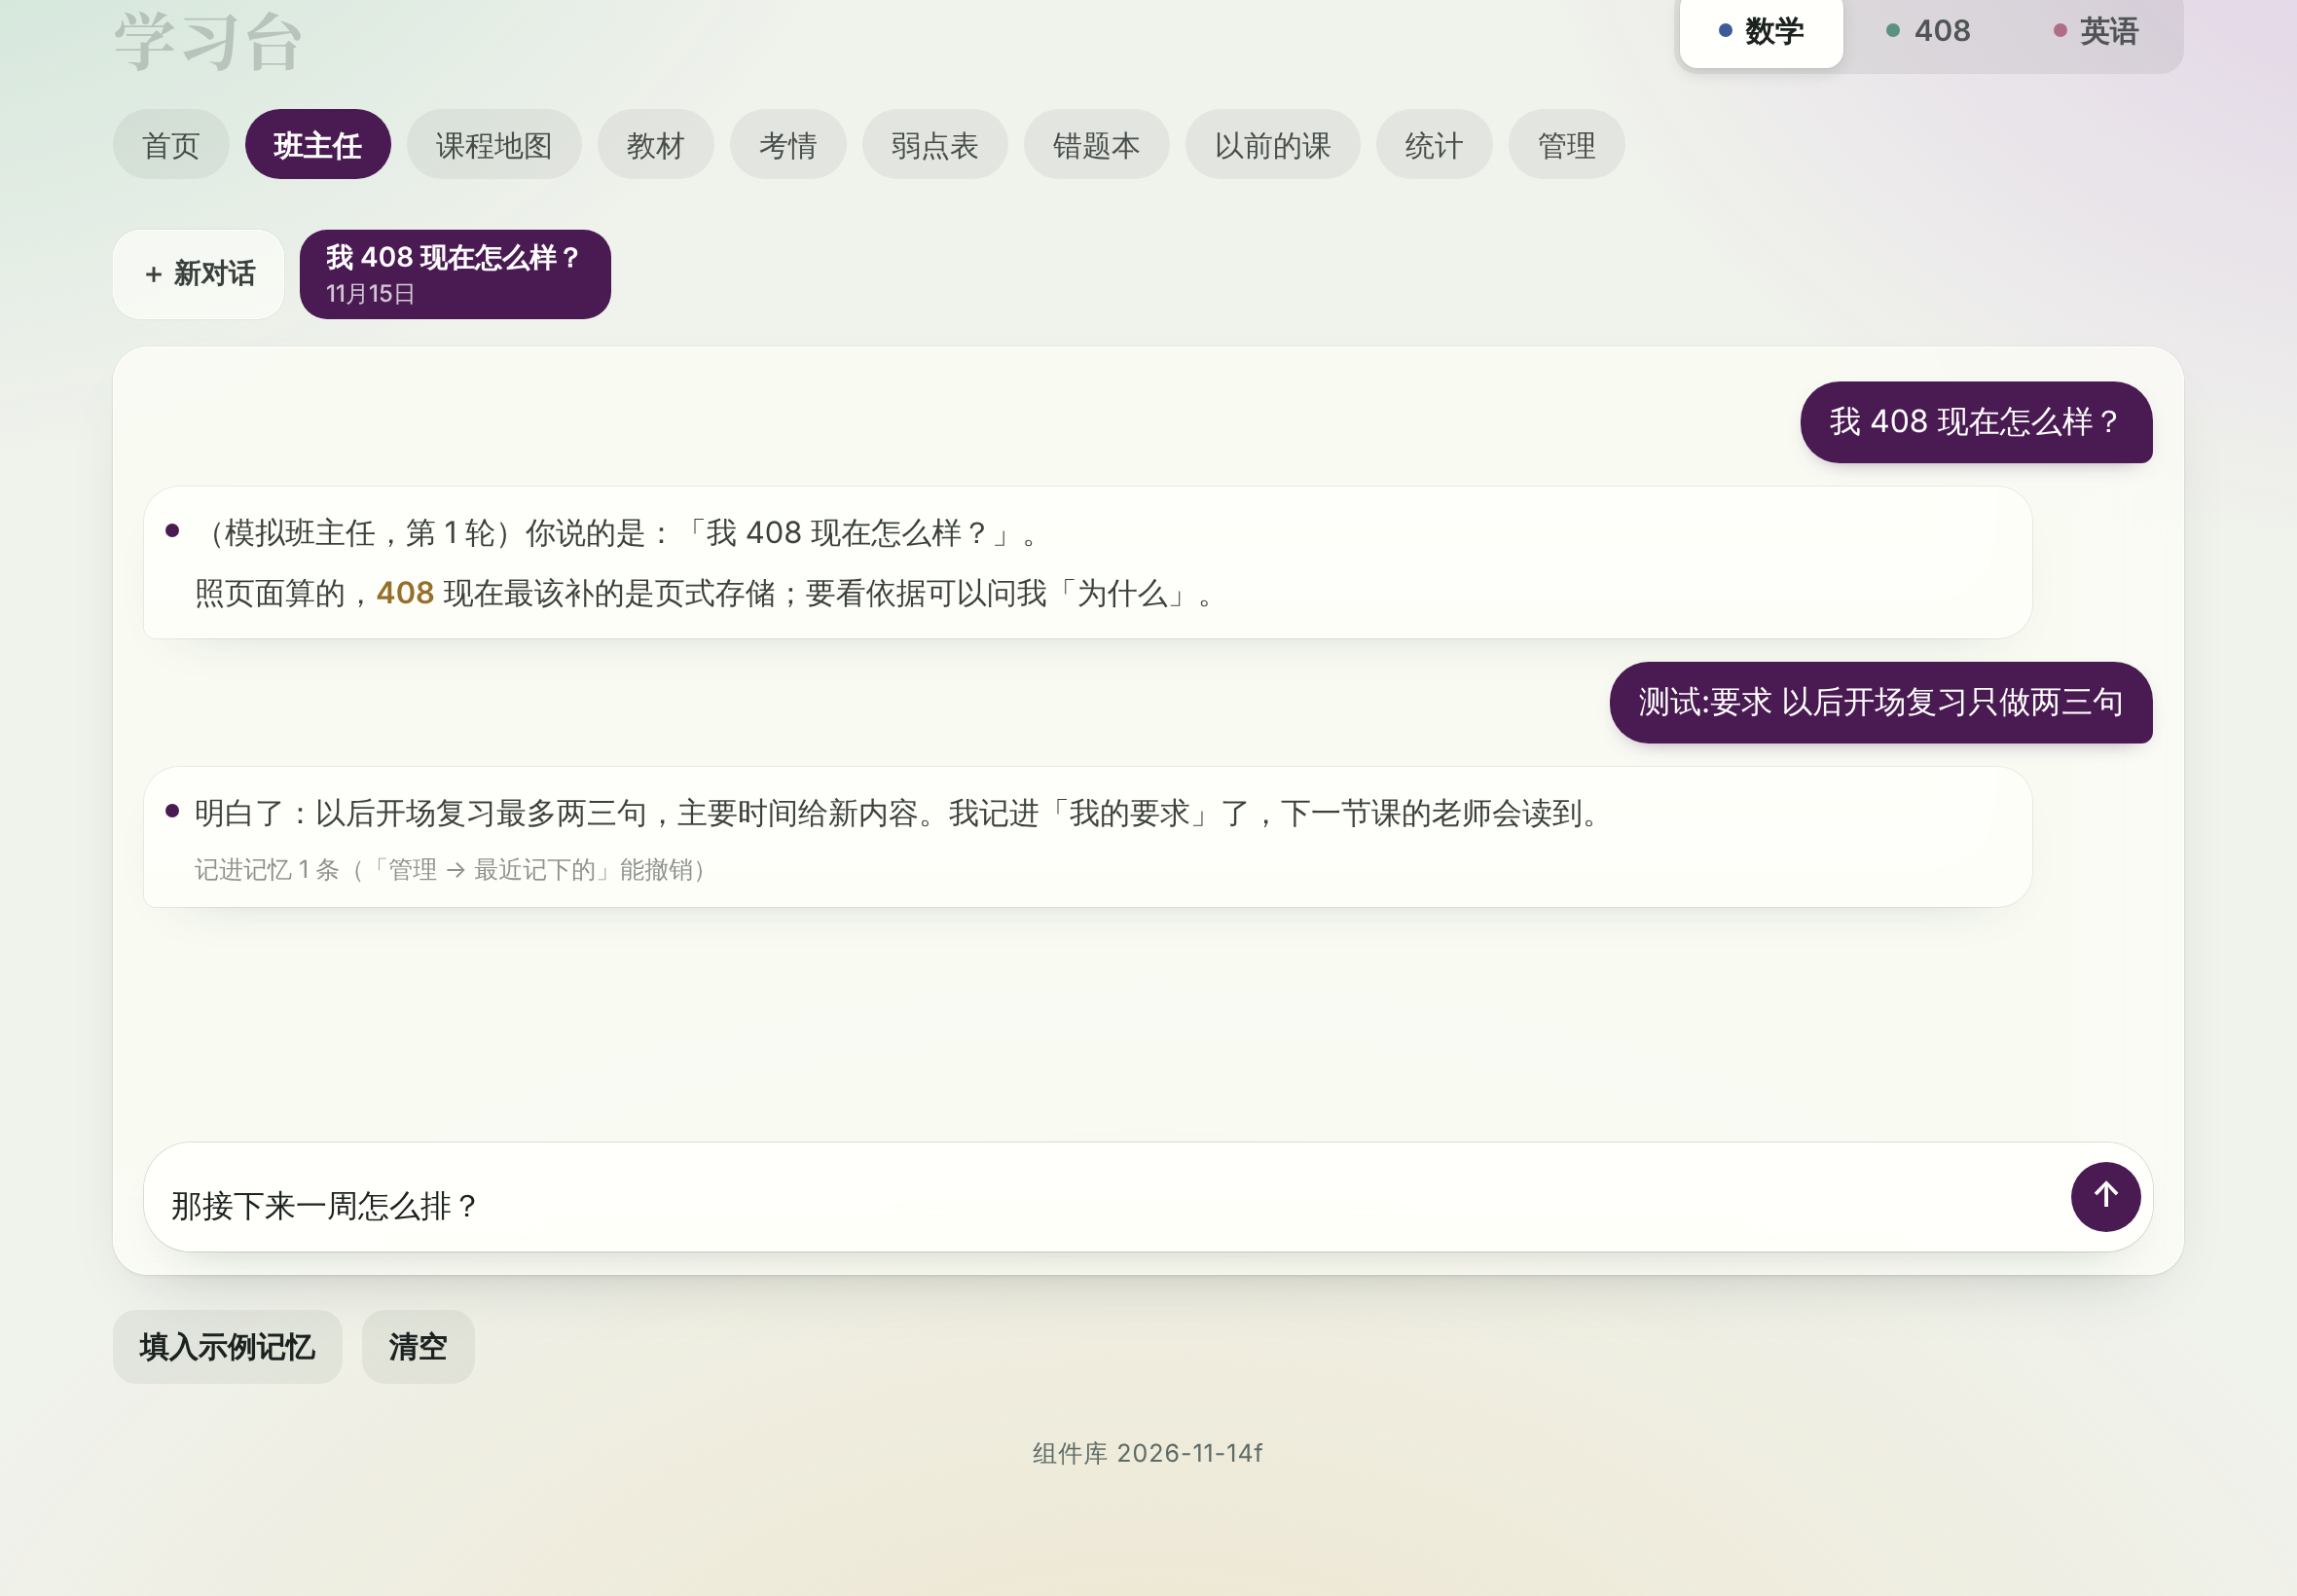 学习台
数学
408
英语
首页
班主任
课程地图
教材
考情
弱点表
错题本
以前的课
统计
管理
+ 新对话
我 408 现在怎么样？
11月15日
我 408 现在怎么样？
（模拟班主任，第 1 轮）你说的是：「我 408 现在怎么样？」。
照页面算的，408 现在最该补的是页式存储；要看依据可以问我「为什么」。
测试:要求 以后开场复习只做两三句
明白了：以后开场复习最多两三句，主要时间给新内容。我记进「我的要求」了，下一节课的老师会读到。
记进记忆 1 条（「管理 → 最近记下的」能撤销）
那接下来一周怎么排？
↑
填入示例记忆
清空
组件库 2026-11-14f